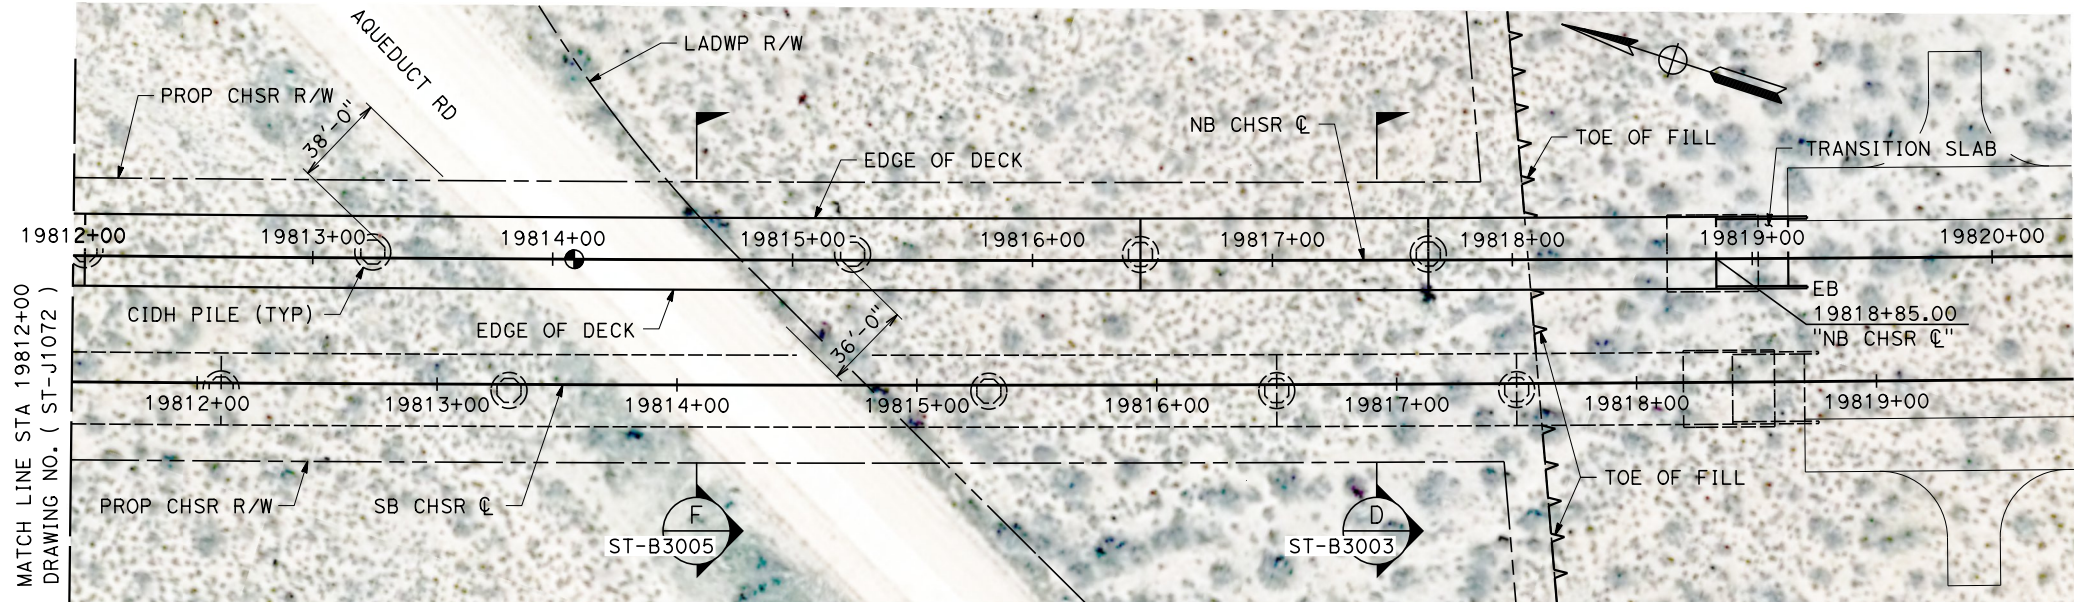 AQUEDUCT RD
LADWP R/W
PROP CHSR R/W
38'-0"
NB CHSR ℄
EDGE OF DECK
TOE OF FILL
TRANSITION SLAB
19812+00
19813+00
19814+00
19815+00
19816+00
19817+00
19818+00
19819+00
19820+00
CIDH PILE (TYP)
EDGE OF DECK
36'-0"
EB
19818+85.00
"NB CHSR ℄"
MATCH LINE STA 19812+00
DRAWING NO. ( ST-J1072 )
19812+00
19813+00
19814+00
19815+00
19816+00
19817+00
19818+00
19819+00
PROP CHSR R/W
SB CHSR ℄
F
ST-B3005
D
ST-B3003
TOE OF FILL